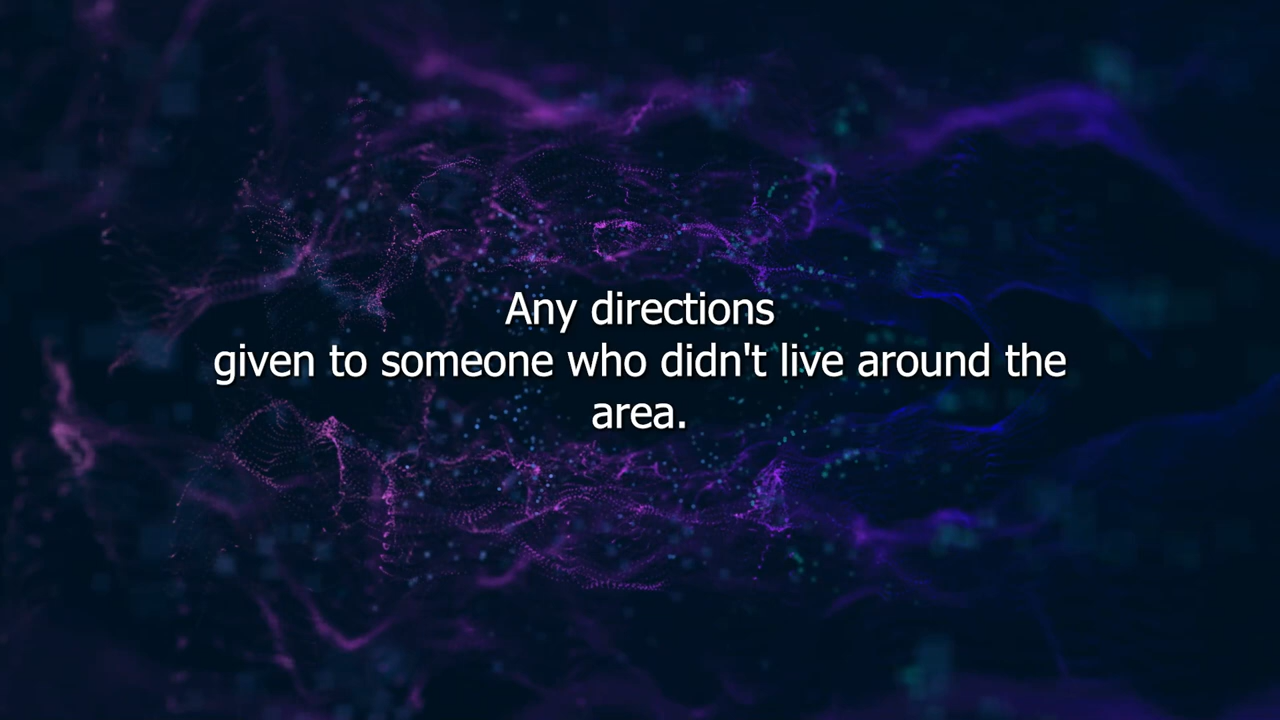 Any directions
given to someone who didn't live around the
area.